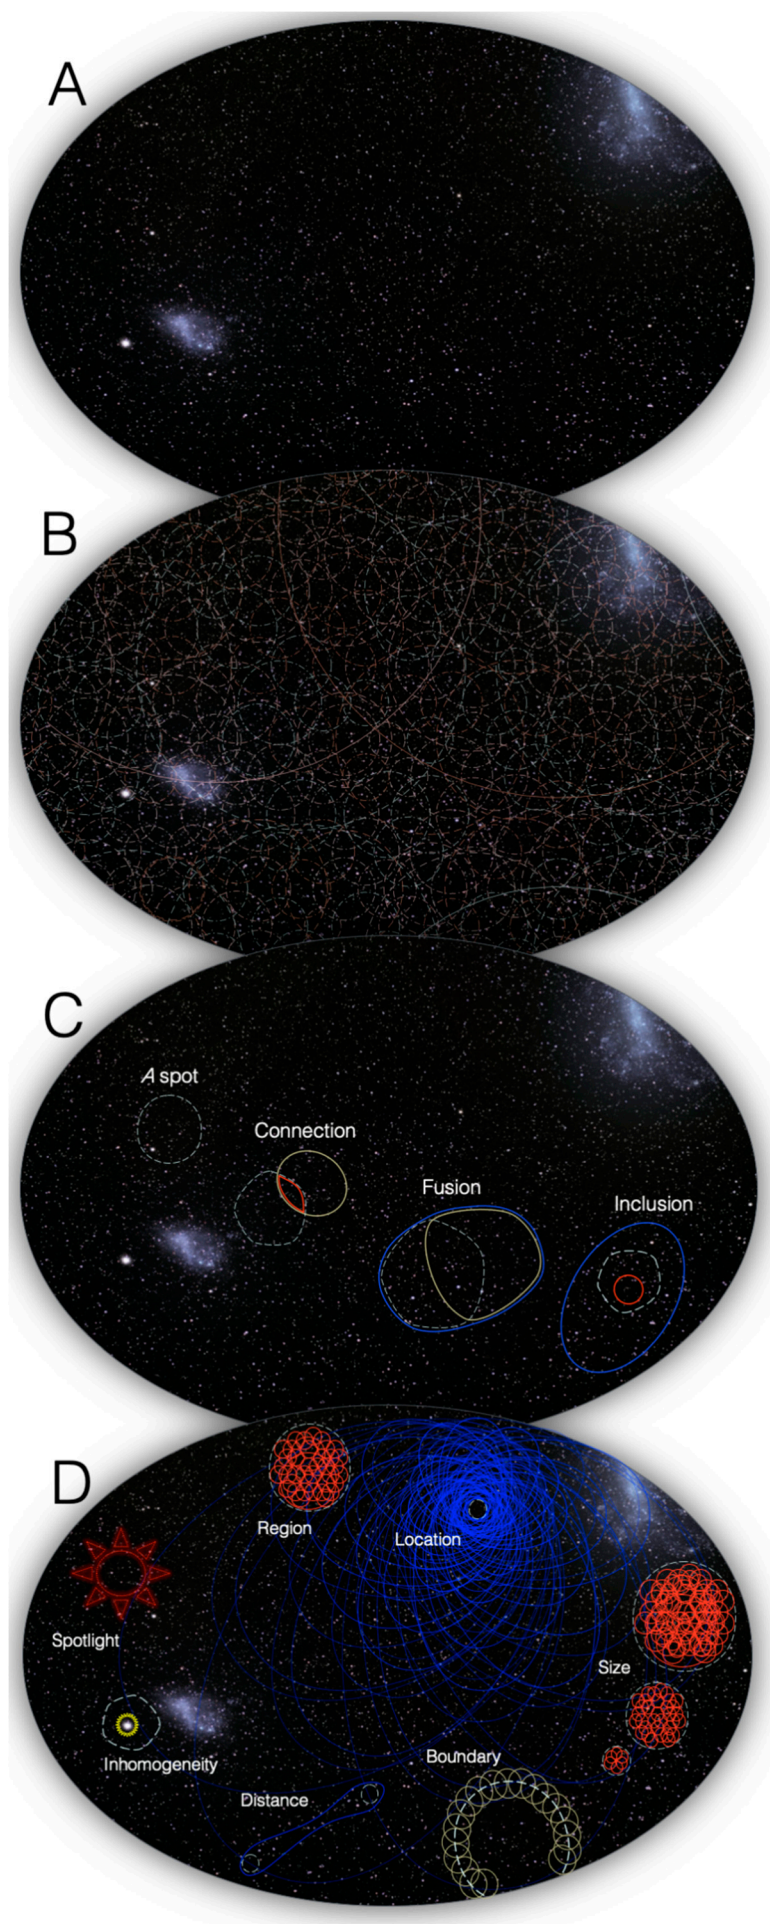 A
B
C
A spot
Connection
Fusion
Inclusion
D
Region
Location
Spotlight
Size
Inhomogeneity
Boundary
Distance